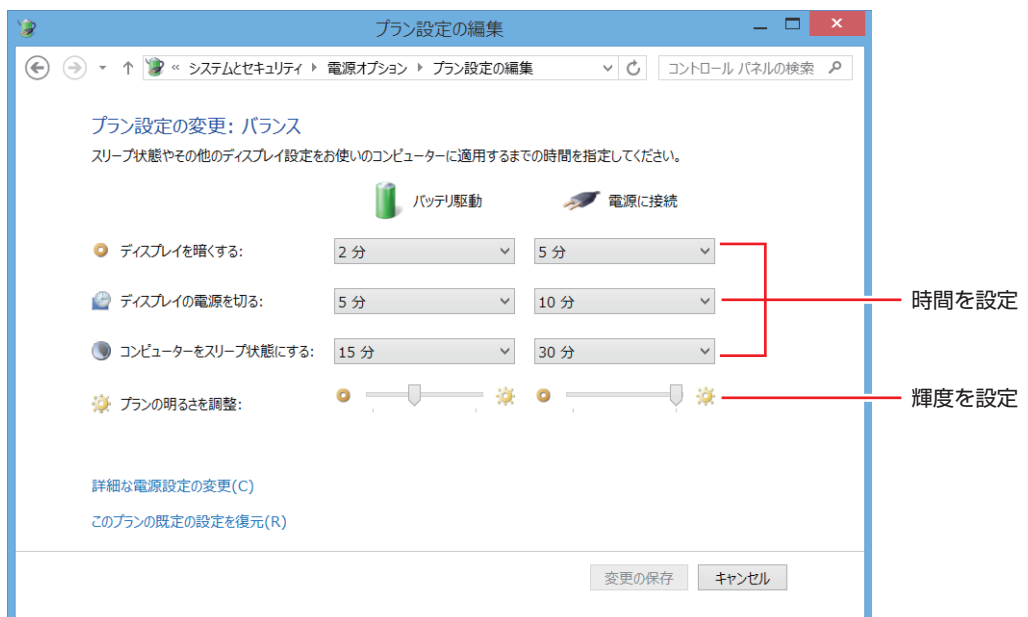 プラン設定の編集
« システムとセキュリティ ▸ 電源オプション ▸ プラン設定の編集
コントロール パネルの検索
プラン設定の変更: バランス
スリープ状態やその他のディスプレイ設定をお使いのコンピューターに適用するまでの時間を指定してください。
バッテリ駆動 電源に接続
ディスプレイを暗くする: 2 分 5 分
ディスプレイの電源を切る: 5 分 10 分
時間を設定
コンピューターをスリープ状態にする: 15 分 30 分
プランの明るさを調整:
輝度を設定
詳細な電源設定の変更(C)
このプランの既定の設定を復元(R)
変更の保存 キャンセル